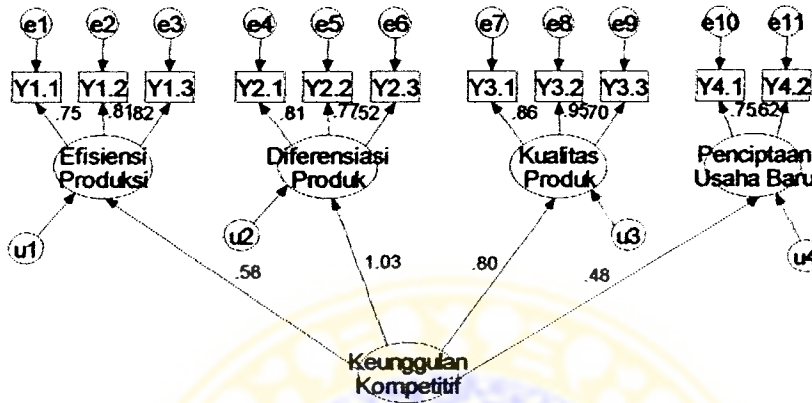 e1 e2 e3 e4 e5 e6 e7 e8 e9 e10 e11
Y1.1 Y1.2 Y1.3 Y2.1 Y2.2 Y2.3 Y3.1 Y3.2 Y3.3 Y4.1 Y4.2
.75 .81 .82 .81 .77 .52 .86 .95 .70 .75 .62
Efisiensi Diferensiasi Kualitas Penciptaan
Produksi Produk Produk Usaha Baru
u1 u2 u3 u4
.58 1.03 .80 .48
Keunggulan
Kompetitif